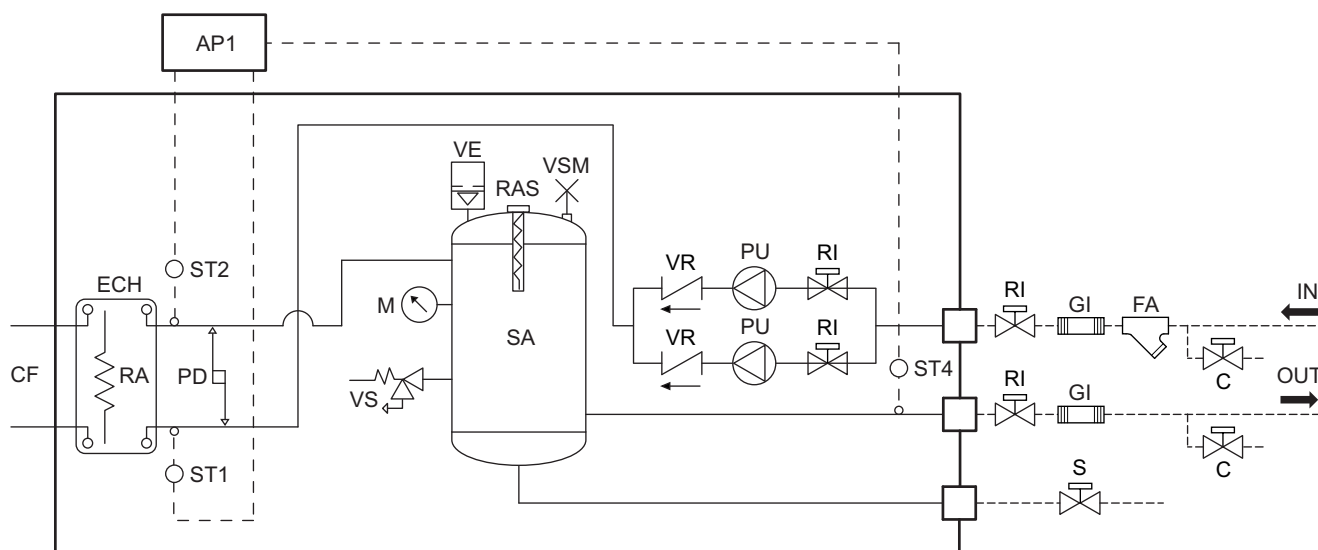 AP1
VE
VSM
RAS
ST2
ECH
M
SA
VR
PU
RI
RI
GI
FA
IN
VR
PU
RI
CF
RA
PD
VS
ST4
RI
GI
C
OUT
ST1
C
S